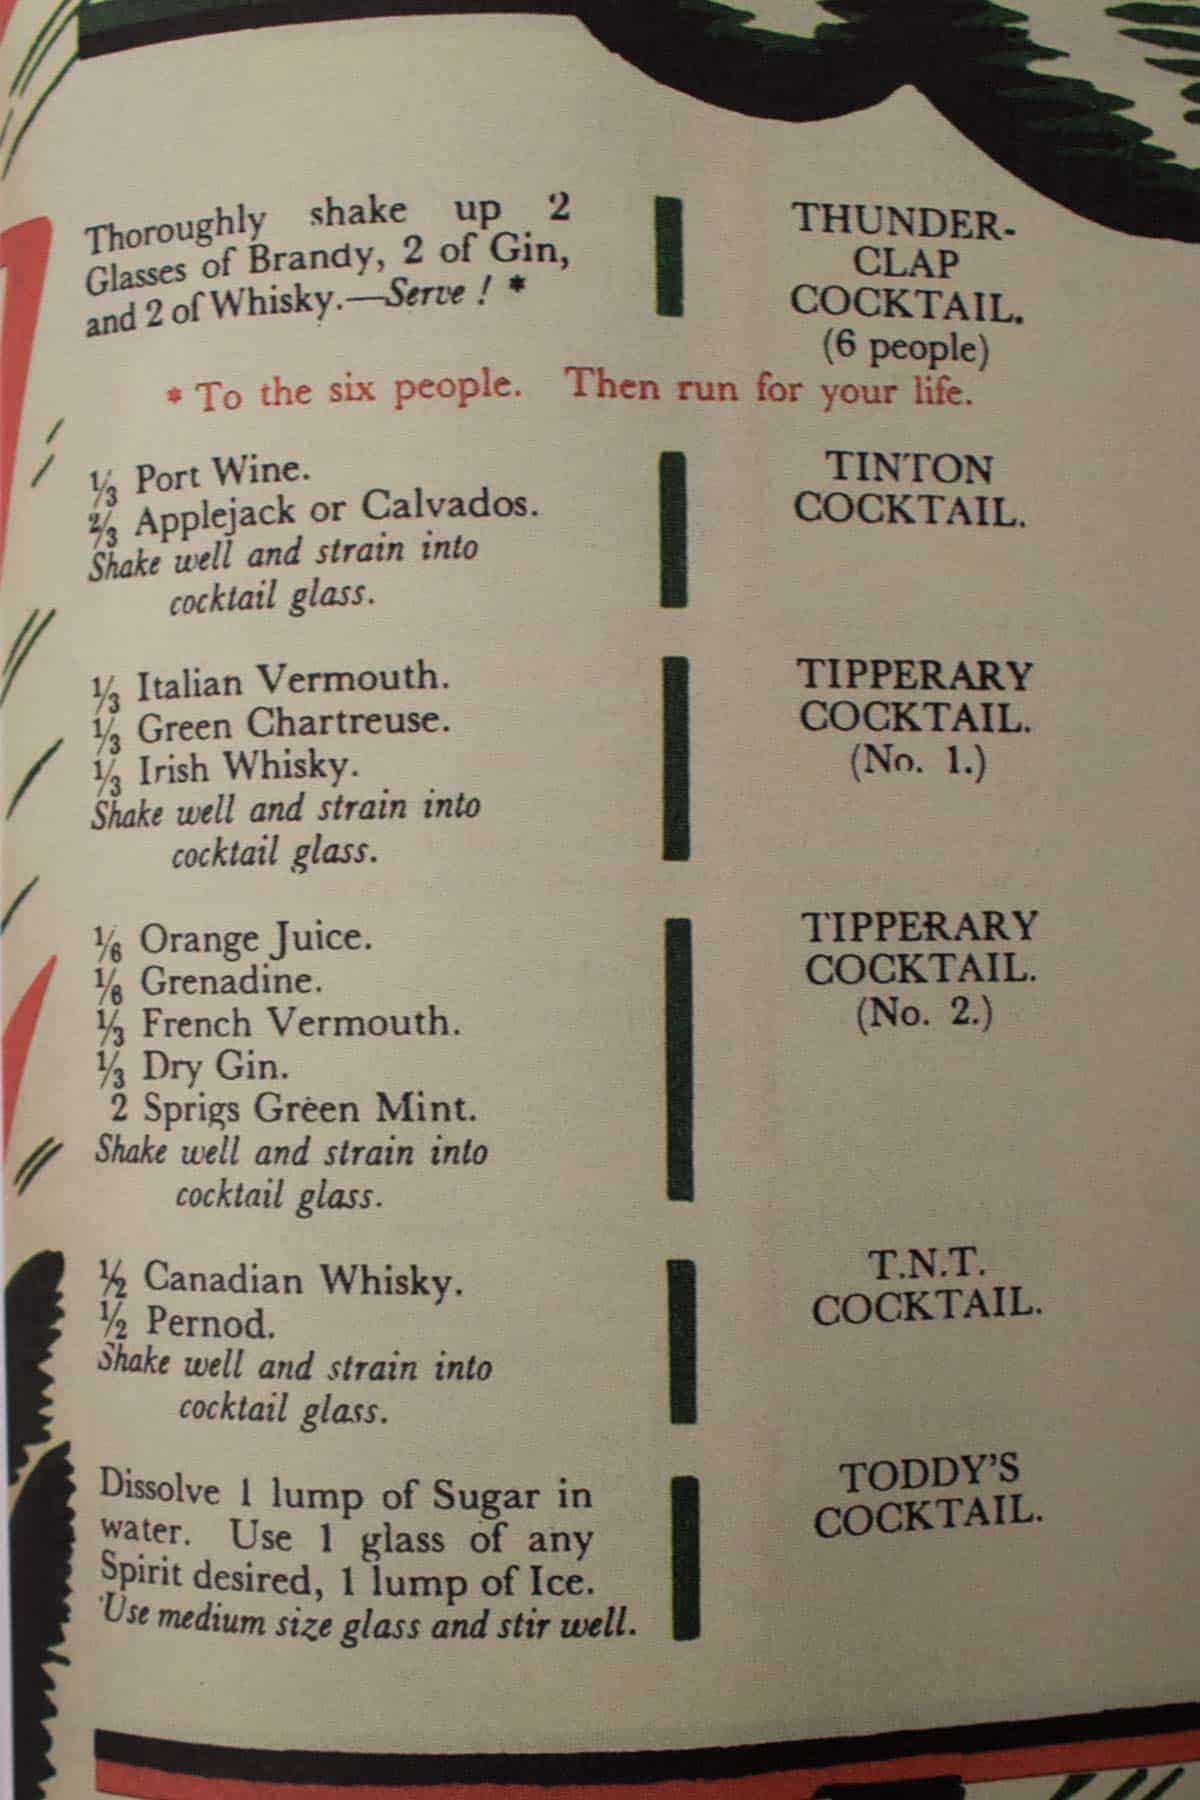 Thoroughly shake up 2
Glasses of Brandy, 2 of Gin,
and 2 of Whisky.—Serve ! *
THUNDER-
CLAP
COCKTAIL.
(6 people)
* To the six people. Then run for your life.
⅓ Port Wine.
⅔ Applejack or Calvados.
Shake well and strain into
cocktail glass.
TINTON
COCKTAIL.
⅓ Italian Vermouth.
⅓ Green Chartreuse.
⅓ Irish Whisky.
Shake well and strain into
cocktail glass.
TIPPERARY
COCKTAIL.
(No. 1.)
⅙ Orange Juice.
⅙ Grenadine.
⅓ French Vermouth.
⅓ Dry Gin.
2 Sprigs Green Mint.
Shake well and strain into
cocktail glass.
TIPPERARY
COCKTAIL.
(No. 2.)
½ Canadian Whisky.
½ Pernod.
Shake well and strain into
cocktail glass.
T.N.T.
COCKTAIL.
Dissolve 1 lump of Sugar in
water. Use 1 glass of any
Spirit desired, 1 lump of Ice.
Use medium size glass and stir well.
TODDY'S
COCKTAIL.